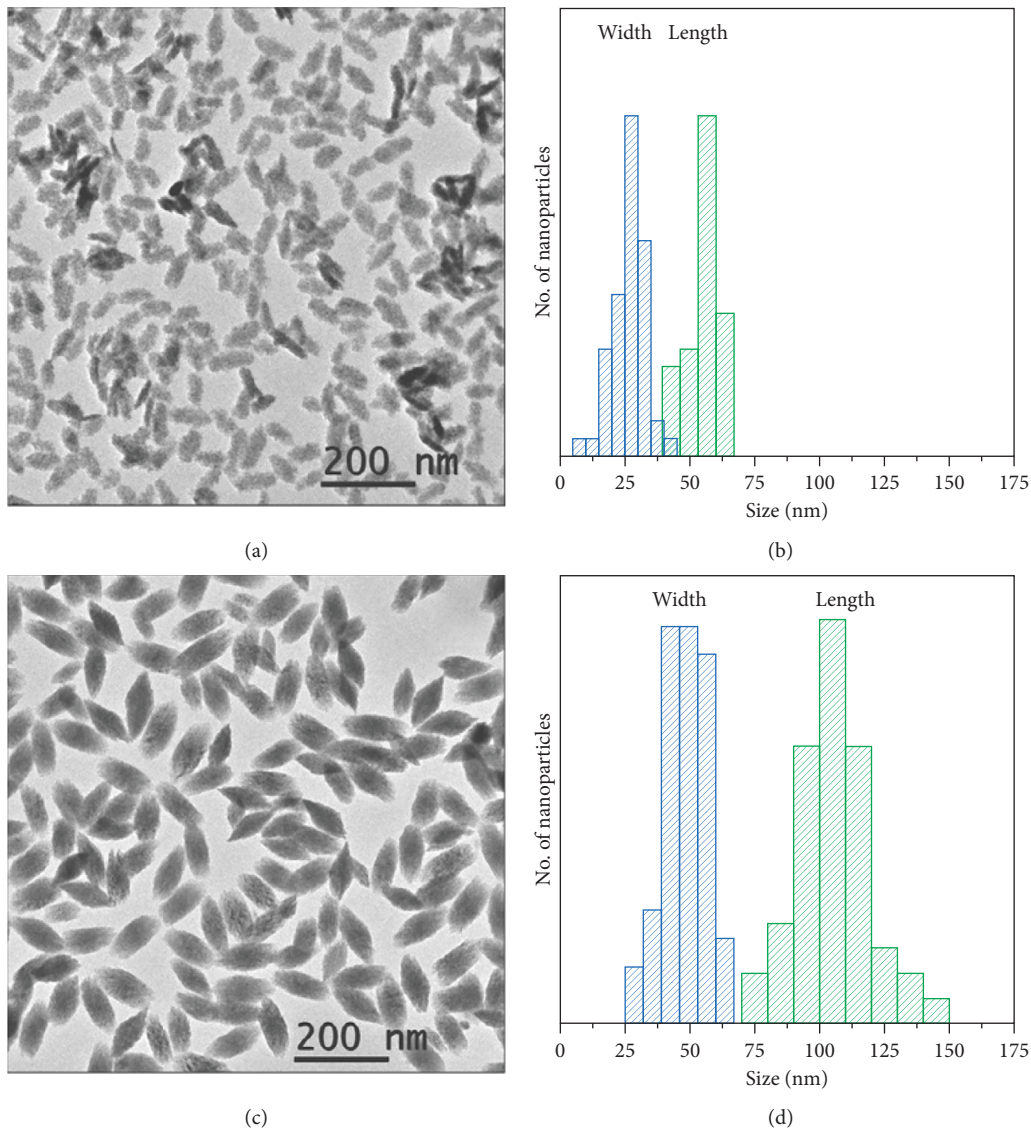 200 nm
(a)
Width Length
No. of nanoparticles
0 25 50 75 100 125 150 175
Size (nm)
(b)
200 nm
(c)
Width Length
No. of nanoparticles
0 25 50 75 100 125 150 175
Size (nm)
(d)